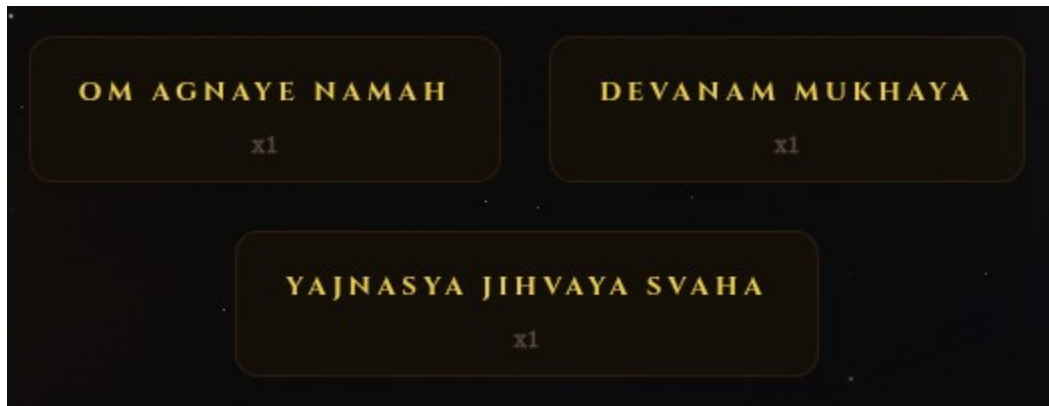 OM AGNAYE NAMAH
x1
DEVANAM MUKHAYA
x1
YAJNASYA JIHVAYA SVAHA
x1